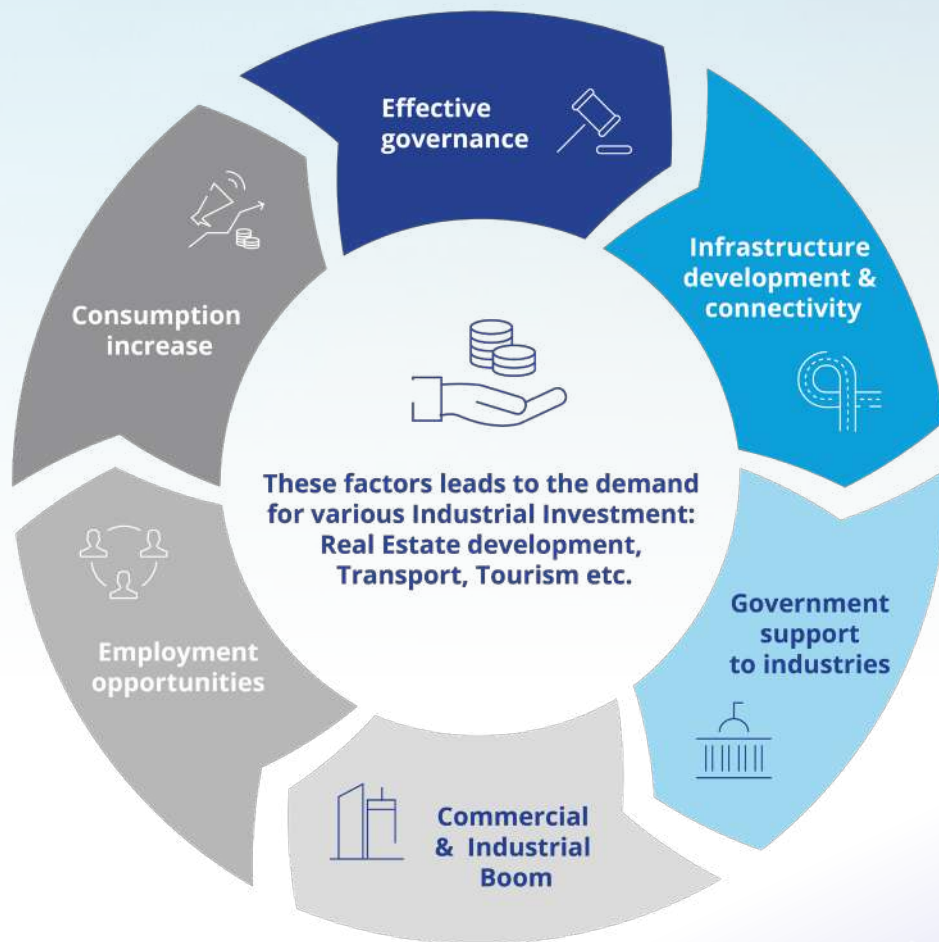 Effective
governance
Infrastructure
development &
connectivity
Government
support
to industries
Commercial
& Industrial
Boom
Employment
opportunities
Consumption
increase
These factors leads to the demand
for various Industrial Investment:
Real Estate development,
Transport, Tourism etc.